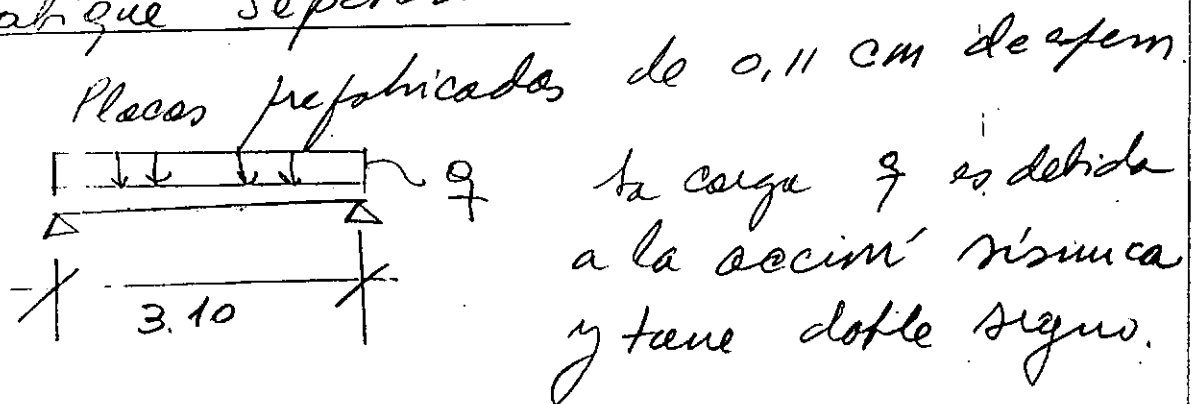 Placas prefabricadas de 0,11 cm de espem.
q
La carga q es debida
a la acción sísmica
y tiene doble signo.
3.10